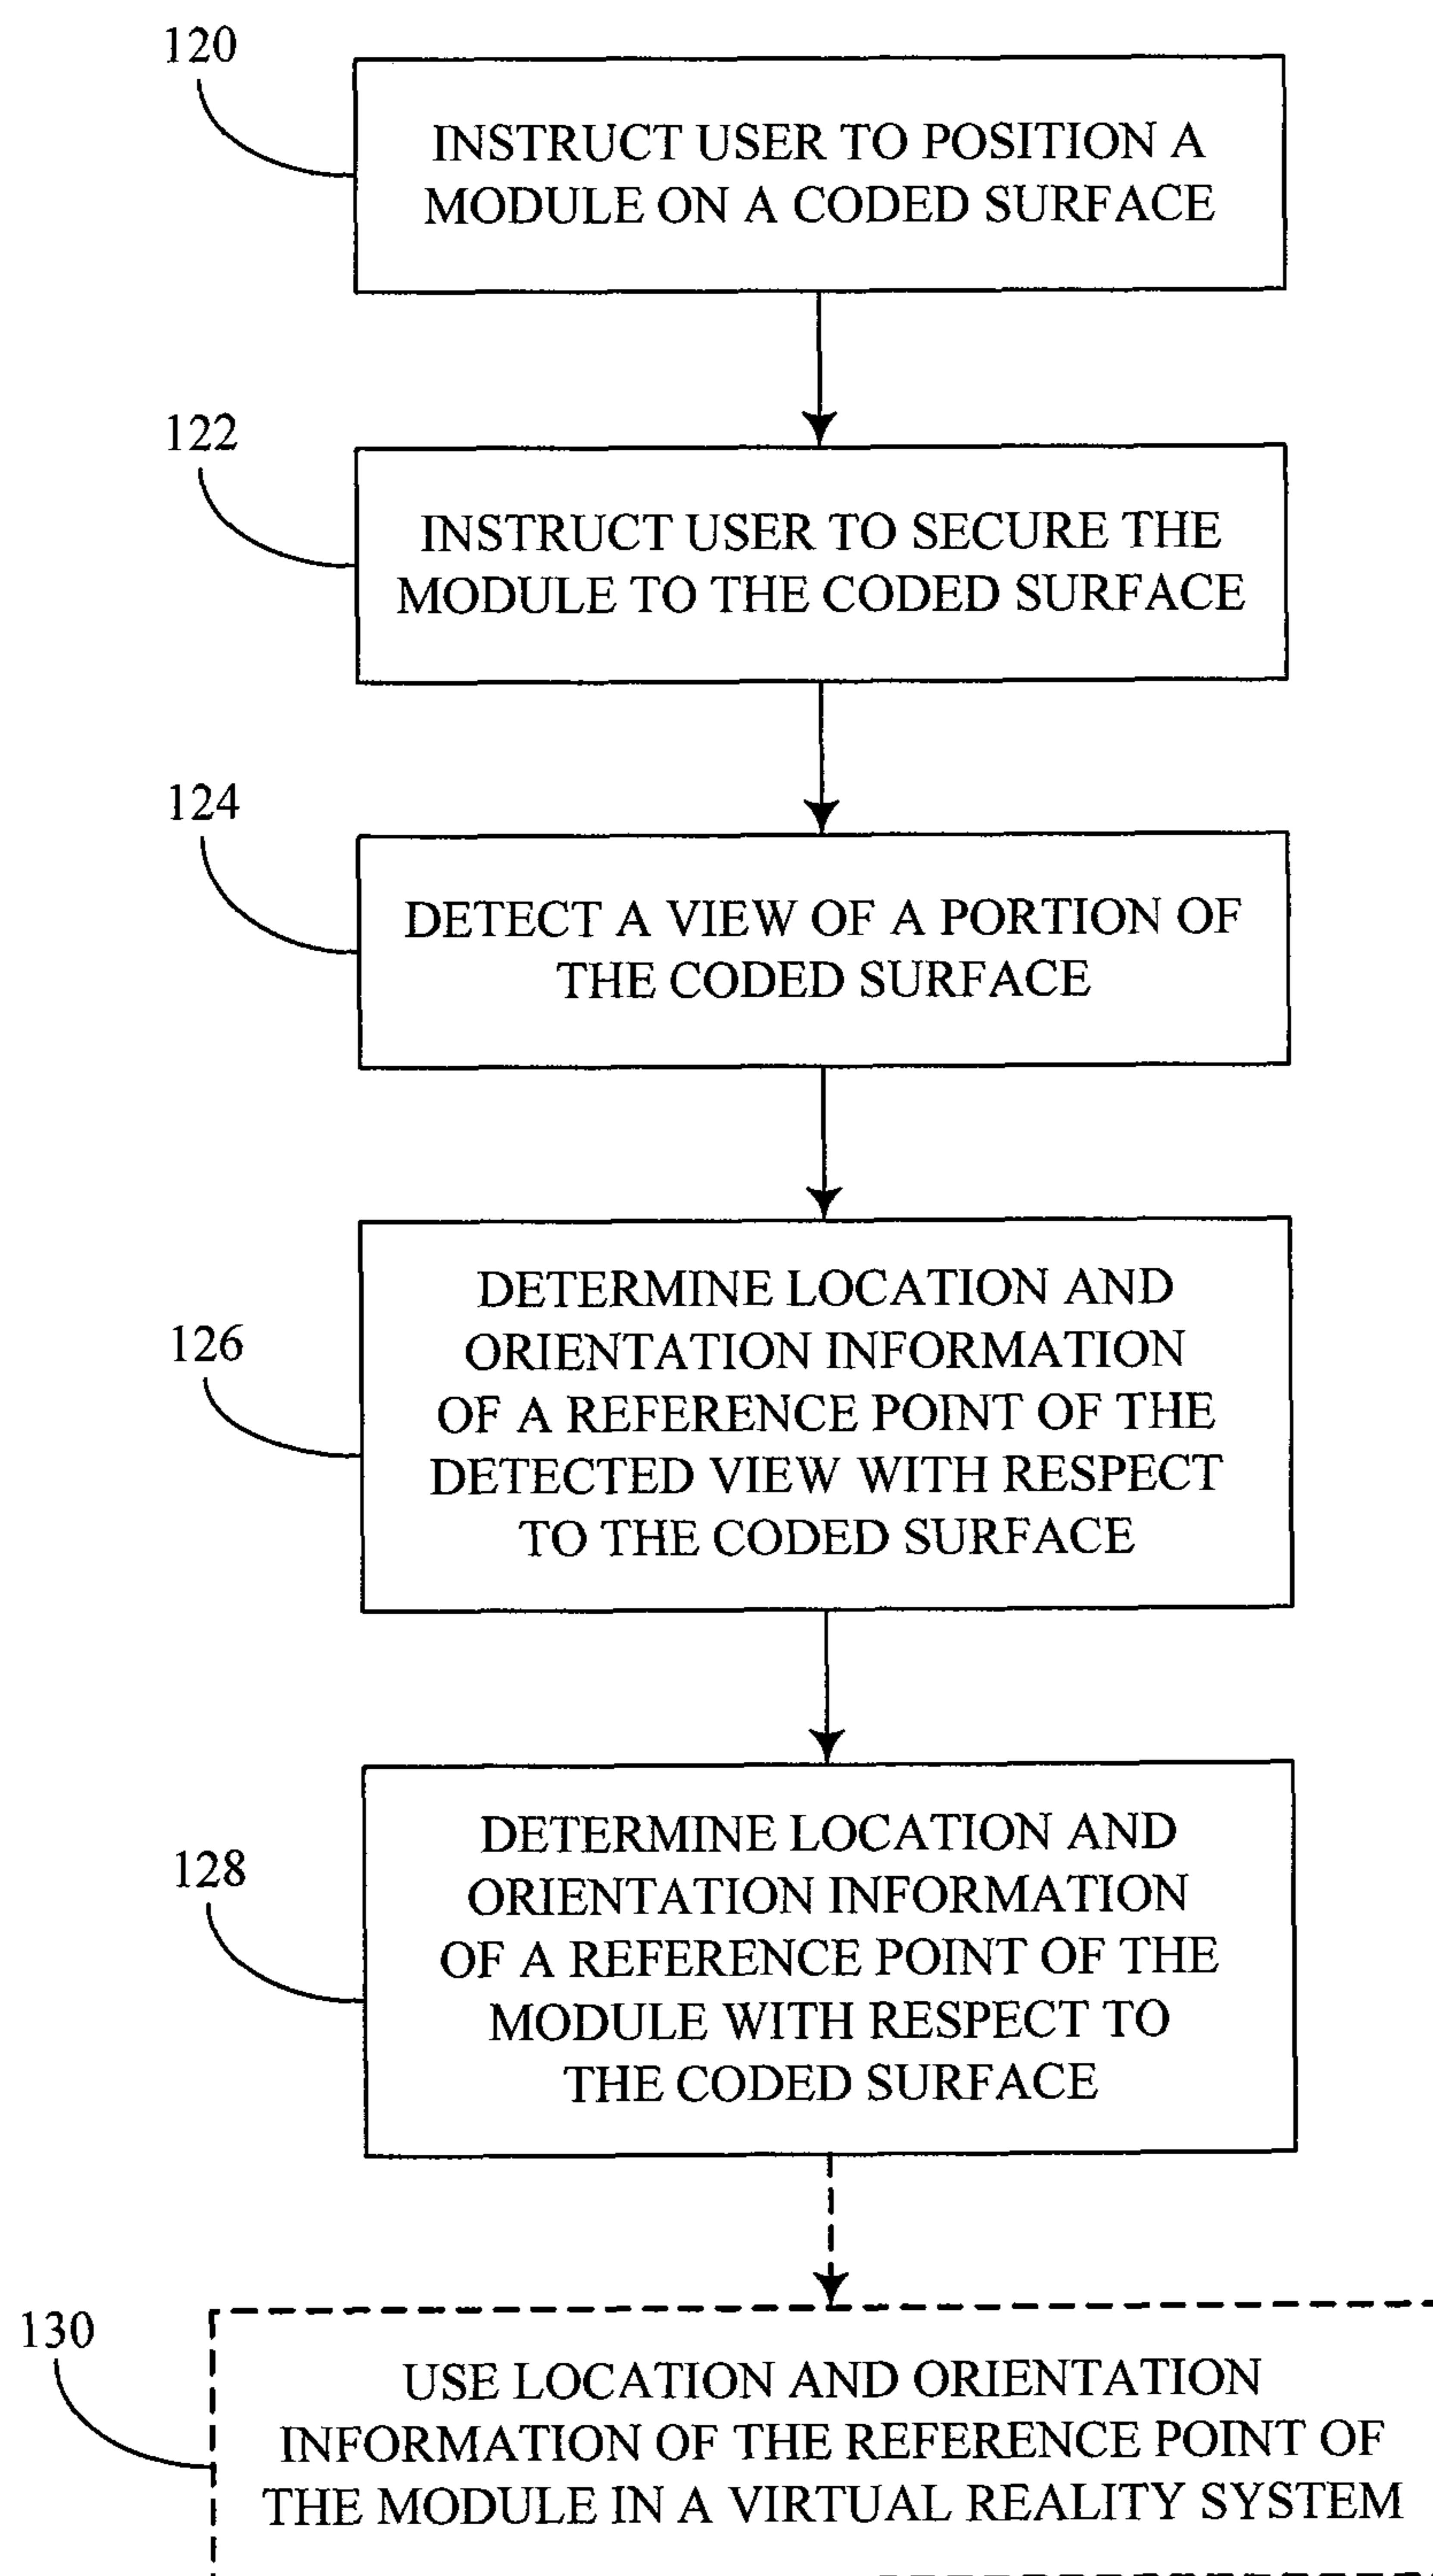 120
INSTRUCT USER TO POSITION A
MODULE ON A CODED SURFACE
122
INSTRUCT USER TO SECURE THE
MODULE TO THE CODED SURFACE
124
DETECT A VIEW OF A PORTION OF
THE CODED SURFACE
126
DETERMINE LOCATION AND
ORIENTATION INFORMATION
OF A REFERENCE POINT OF THE
DETECTED VIEW WITH RESPECT
TO THE CODED SURFACE
128
DETERMINE LOCATION AND
ORIENTATION INFORMATION
OF A REFERENCE POINT OF THE
MODULE WITH RESPECT TO
THE CODED SURFACE
130
USE LOCATION AND ORIENTATION
INFORMATION OF THE REFERENCE POINT OF
THE MODULE IN A VIRTUAL REALITY SYSTEM